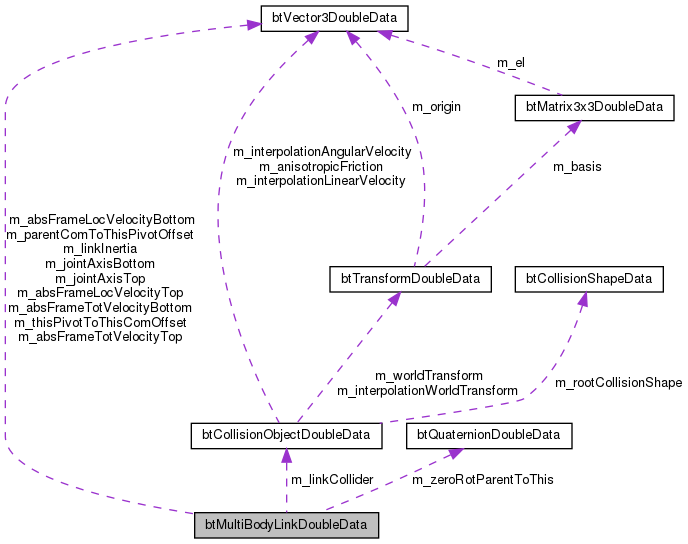 btVector3DoubleData
m_el
btMatrix3x3DoubleData
m_origin
m_interpolationAngularVelocity
m_anisotropicFriction
m_interpolationLinearVelocity
m_basis
m_absFrameLocVelocityBottom
m_parentComToThisPivotOffset
m_linkInertia
m_jointAxisBottom
m_jointAxisTop
m_absFrameLocVelocityTop
m_absFrameTotVelocityBottom
m_thisPivotToThisComOffset
m_absFrameTotVelocityTop
btTransformDoubleData
btCollisionShapeData
m_worldTransform
m_interpolationWorldTransform
m_rootCollisionShape
btCollisionObjectDoubleData
btQuaternionDoubleData
m_linkCollider
m_zeroRotParentToThis
btMultiBodyLinkDoubleData